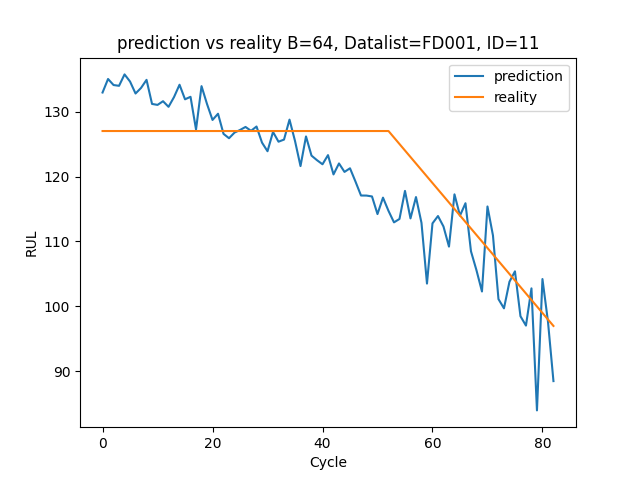 prediction vs reality B=64, Datalist=FD001, ID=11
prediction
reality
130
120
110
100
90
RUL
0 20 40 60 80
Cycle